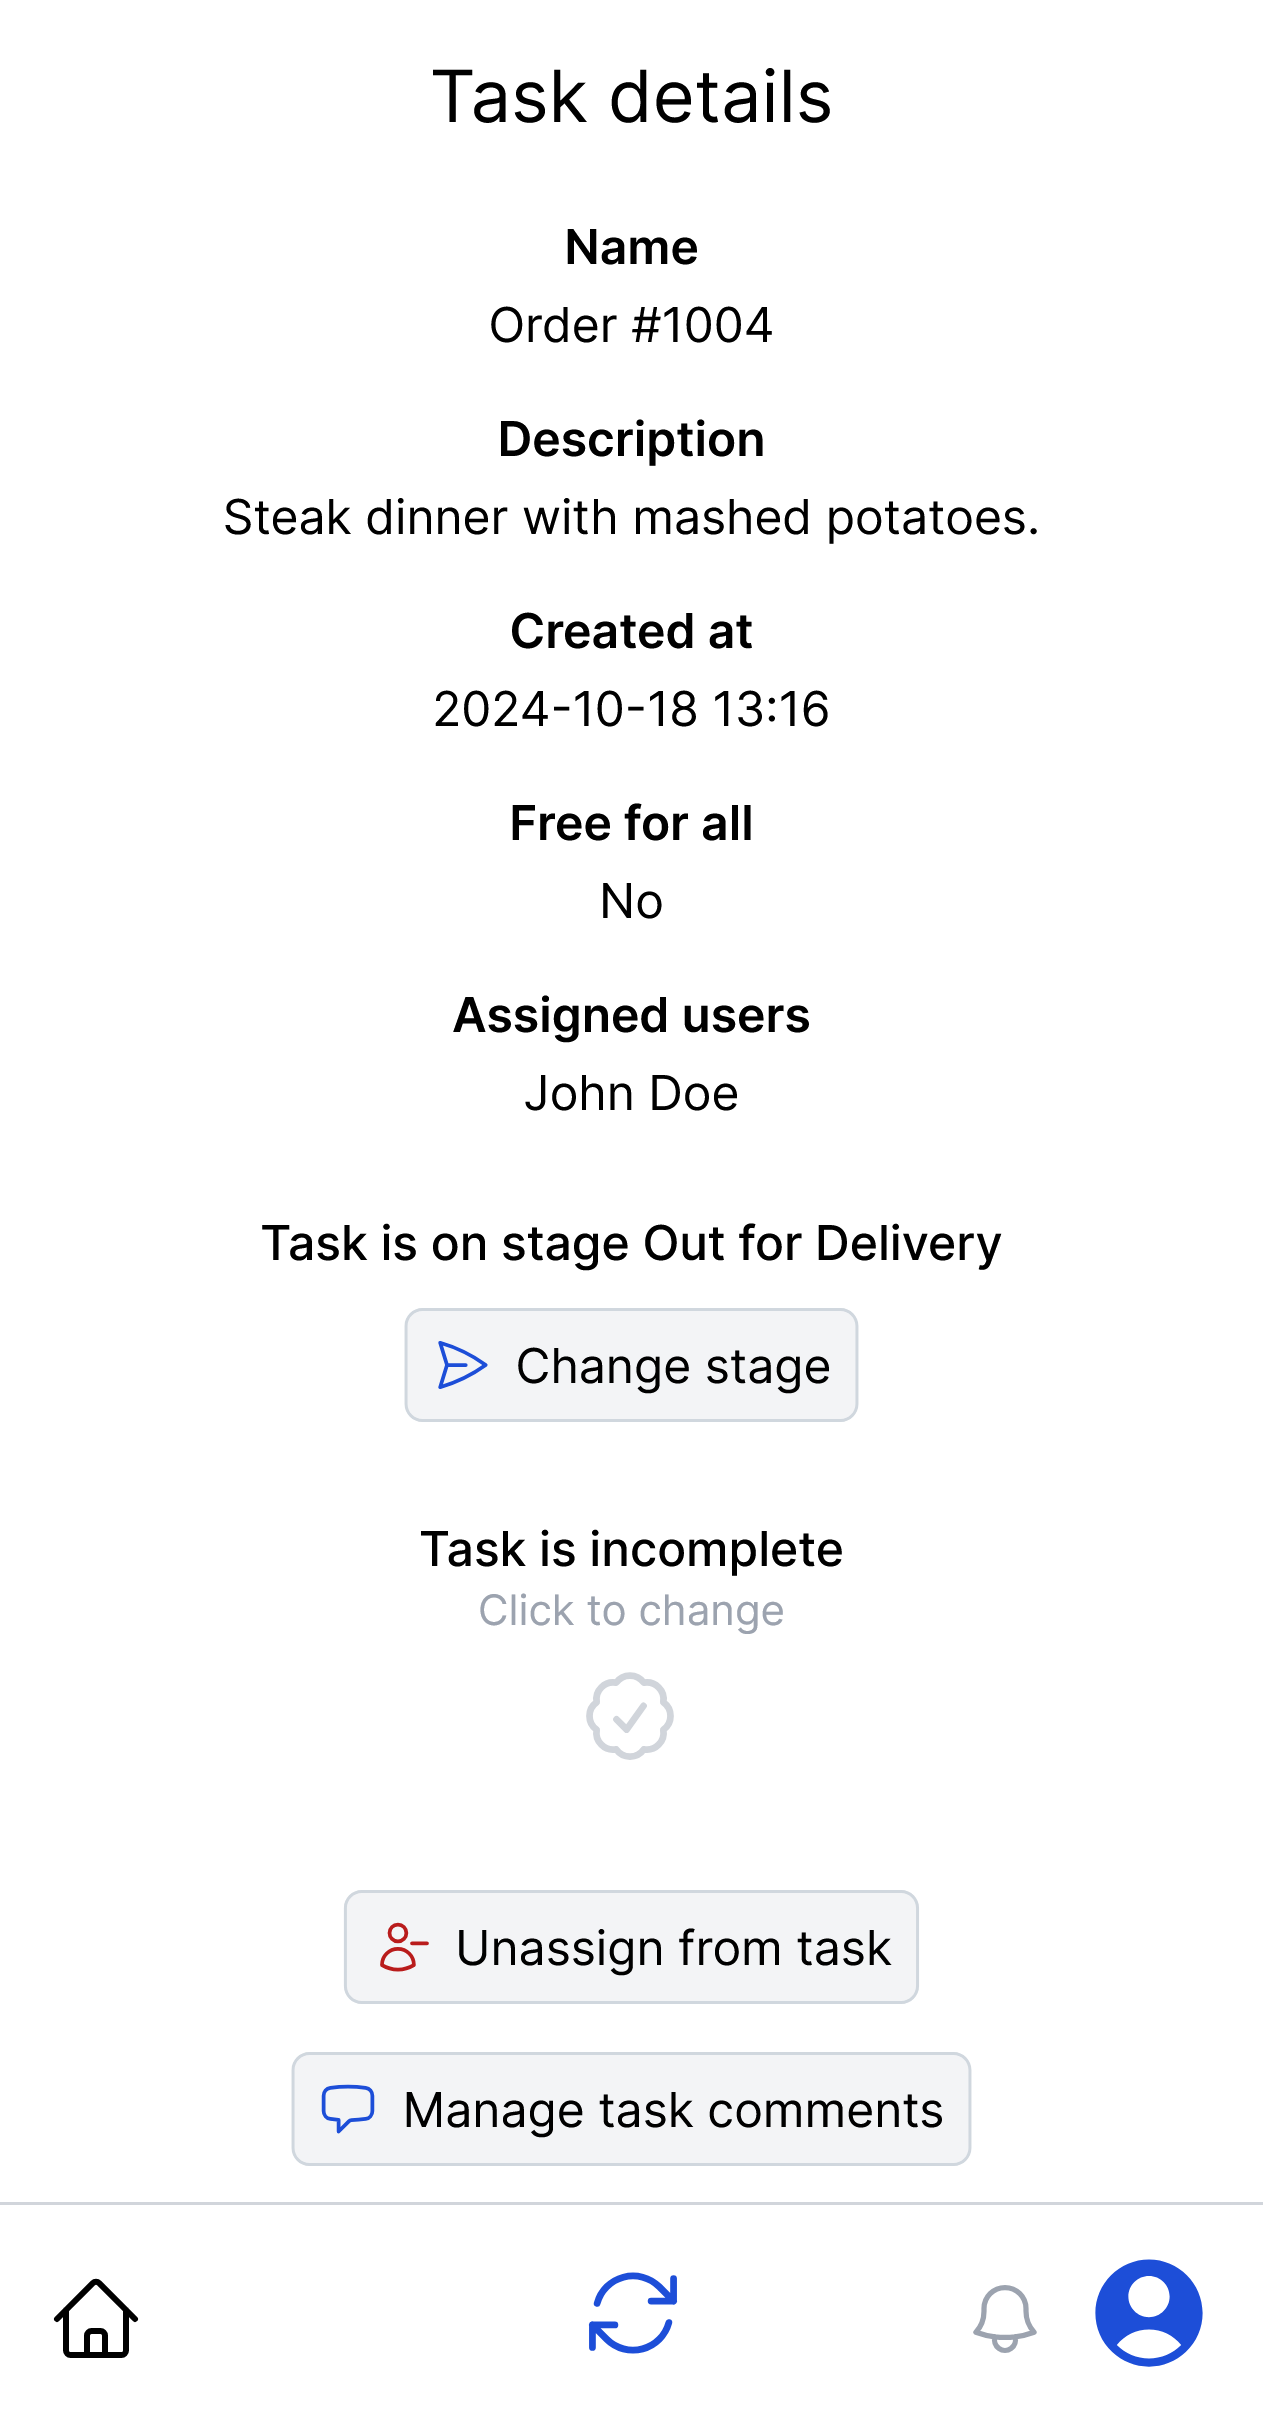 Task details
Name
Order #1004
Description
Steak dinner with mashed potatoes.
Created at
2024-10-18 13:16
Free for all
No
Assigned users
John Doe
Task is on stage Out for Delivery
Change stage
Task is incomplete
Click to change
Unassign from task
Manage task comments